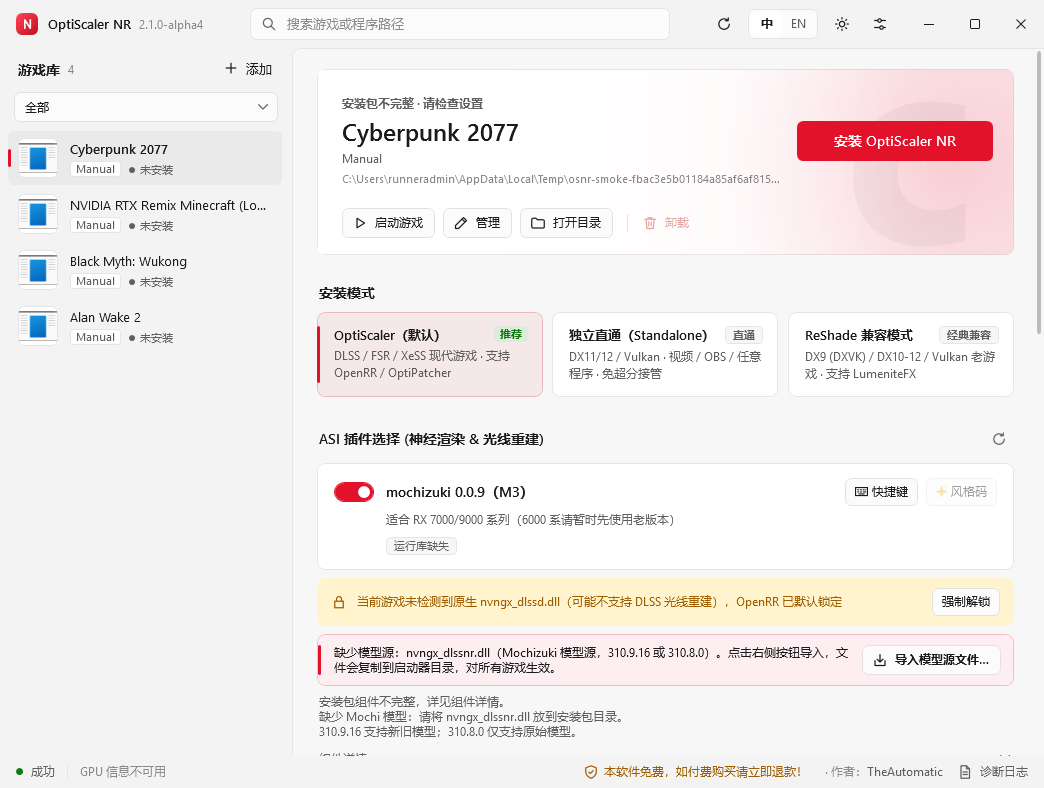 N OptiScaler NR 2.1.0-alpha4
搜索游戏或程序路径
中 EN
游戏库 4
添加
全部
Cyberpunk 2077
Manual ● 未安装
NVIDIA RTX Remix Minecraft (Lo...
Manual ● 未安装
Black Myth: Wukong
Manual ● 未安装
Alan Wake 2
Manual ● 未安装
安装包不完整 · 请检查设置
Cyberpunk 2077
Manual
C:\Users\runneradmin\AppData\Local\Temp\osnr-smoke-fbac3e5b01184a85af6af815...
安装 OptiScaler NR
C
启动游戏
管理
打开目录
卸载
安装模式
OptiScaler（默认） 推荐
DLSS / FSR / XeSS 现代游戏 · 支持
OpenRR / OptiPatcher
独立直通（Standalone） 直通
DX11/12 / Vulkan · 视频 / OBS / 任意
程序 · 免超分接管
ReShade 兼容模式 经典兼容
DX9 (DXVK) / DX10-12 / Vulkan 老游
戏 · 支持 LumeniteFX
ASI 插件选择 (神经渲染 & 光线重建)
mochizuki 0.0.9（M3）
快捷键
风格码
适合 RX 7000/9000 系列（6000 系请暂时先使用老版本）
运行库缺失
当前游戏未检测到原生 nvngx_dlssd.dll（可能不支持 DLSS 光线重建），OpenRR 已默认锁定
强制解锁
缺少模型源：nvngx_dlssnr.dll（Mochizuki 模型源，310.9.16 或 310.8.0）。点击右侧按钮导入，文
件会复制到启动器目录，对所有游戏生效。
导入模型源文件...
安装包组件不完整，详见组件详情。
缺少 Mochi 模型：请将 nvngx_dlssnr.dll 放到安装包目录。
310.9.16 支持新旧模型；310.8.0 仅支持原始模型。
成功
GPU 信息不可用
本软件免费，如付费购买请立即退款！
· 作者：TheAutomatic
诊断日志